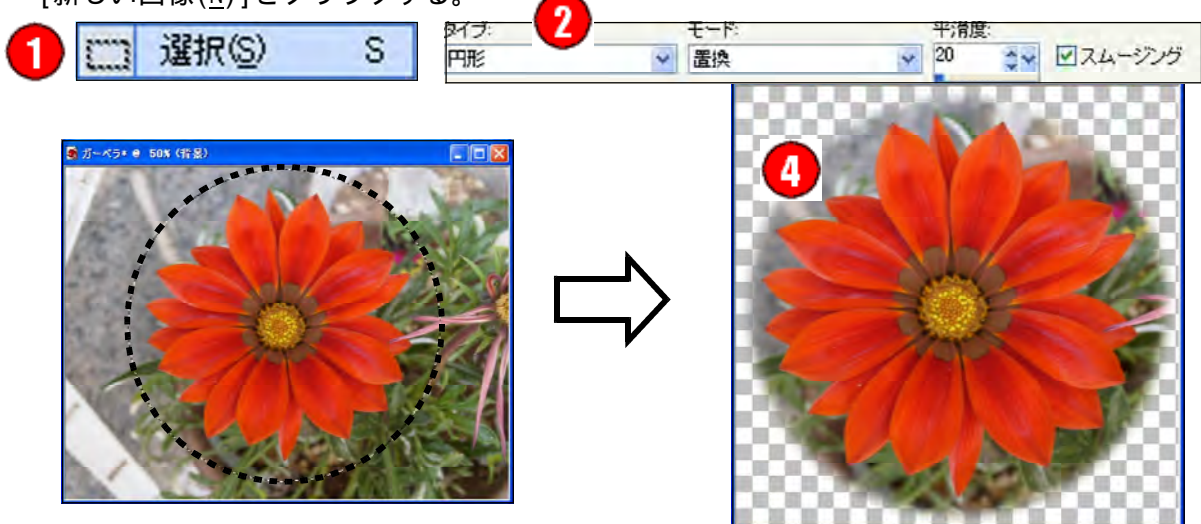 [新しい画像(N)]をクリックする。
1 選択(S) S
2
タイプ: モード: 平滑度:
円形 置換 20 スムージング
4
ガーベラ* @ 50% (背景)